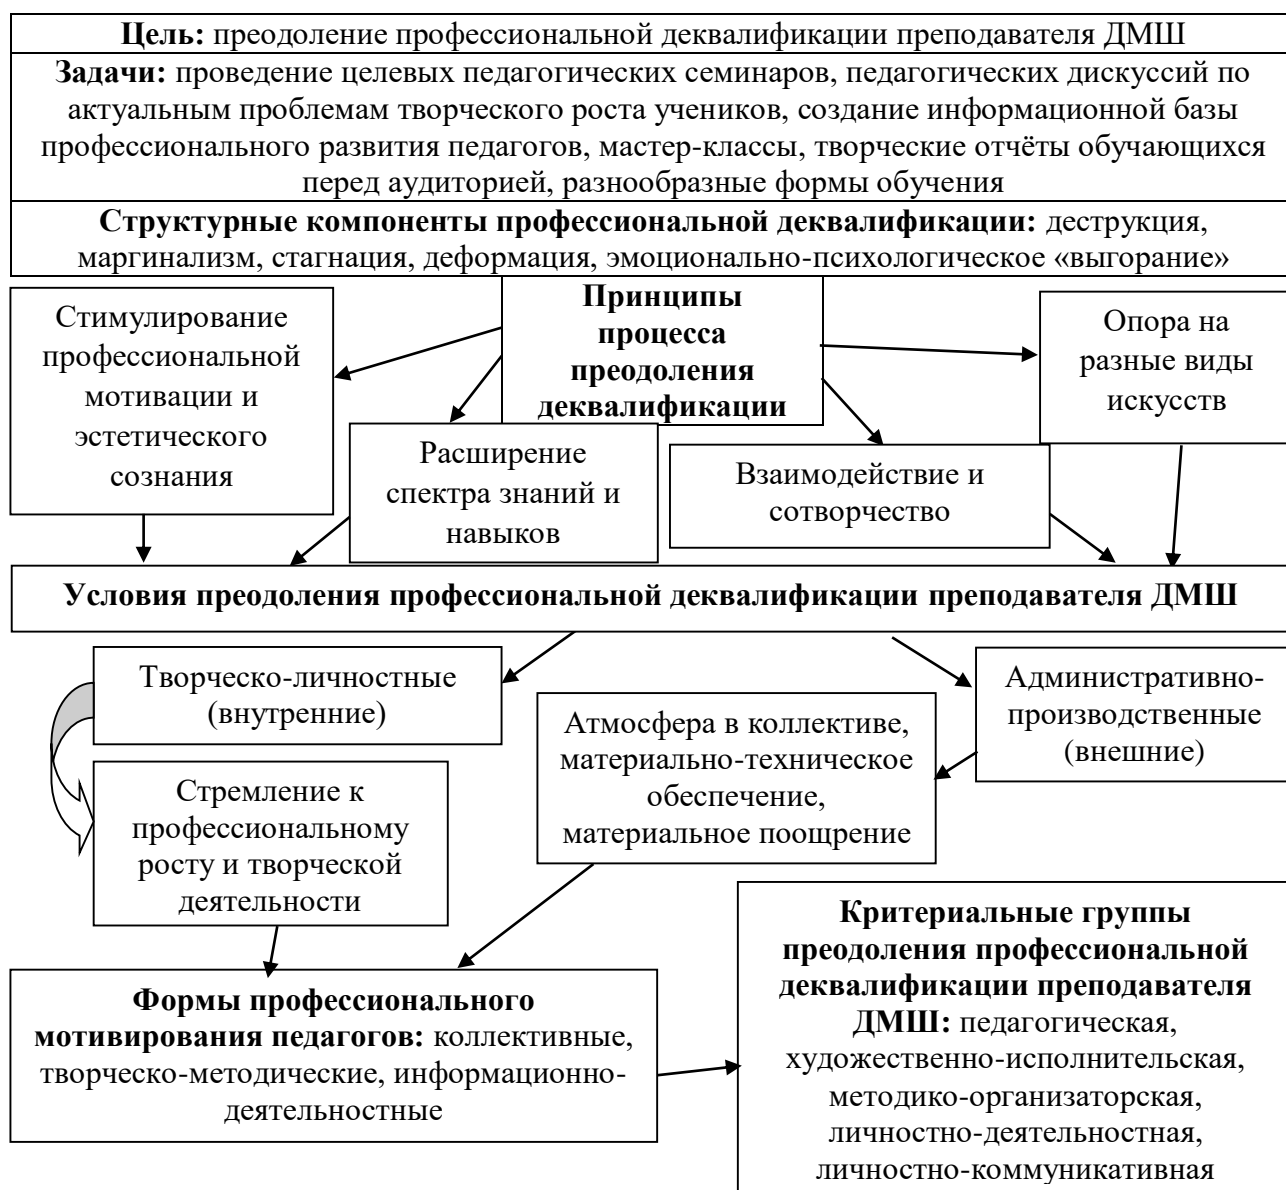 Цель: преодоление профессиональной деквалификации преподавателя ДМШ
Задачи: проведение целевых педагогических семинаров, педагогических дискуссий по
актуальным проблемам творческого роста учеников, создание информационной базы
профессионального развития педагогов, мастер-классы, творческие отчёты обучающихся
перед аудиторией, разнообразные формы обучения
Структурные компоненты профессиональной деквалификации: деструкция,
маргинализм, стагнация, деформация, эмоционально-психологическое «выгорание»
Принципы
процесса
преодоления
деквалификации
Стимулирование
профессиональной
мотивации и
эстетического
сознания
Расширение
спектра знаний и
навыков
Взаимодействие и
сотворчество
Опора на
разные виды
искусств
Условия преодоления профессиональной деквалификации преподавателя ДМШ
Творческо-личностные
(внутренние)
Стремление к
профессиональному
росту и творческой
деятельности
Атмосфера в коллективе,
материально-техническое
обеспечение,
материальное поощрение
Административно-
производственные
(внешние)
Формы профессионального
мотивирования педагогов: коллективные,
творческо-методические, информационно-
деятельностные
Критериальные группы
преодоления профессиональной
деквалификации преподавателя
ДМШ: педагогическая,
художественно-исполнительская,
методико-организаторская,
личностно-деятельностная,
личностно-коммуникативная